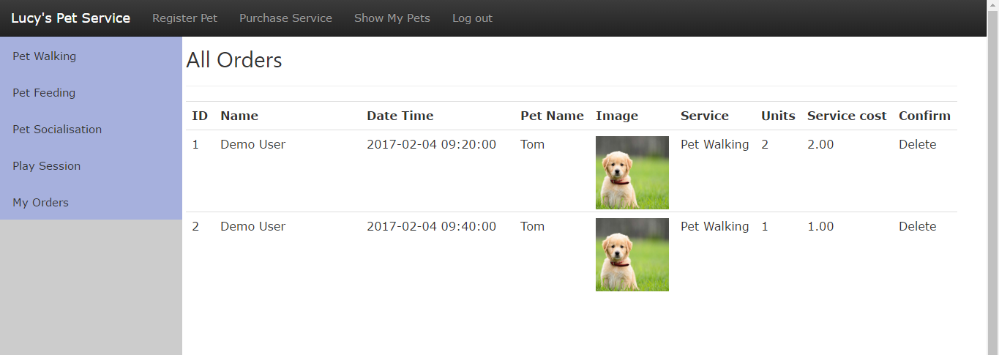 Lucy's Pet Service Register Pet Purchase Service Show My Pets Log out
Pet Walking
Pet Feeding
Pet Socialisation
Play Session
My Orders
All Orders
ID Name Date Time Pet Name Image Service Units Service cost Confirm
1 Demo User 2017-02-04 09:20:00 Tom Pet Walking 2 2.00 Delete
2 Demo User 2017-02-04 09:40:00 Tom Pet Walking 1 1.00 Delete